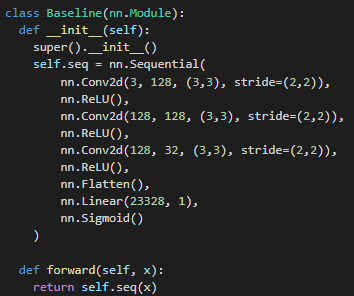 class Baseline(nn.Module):
  def __init__(self):
    super().__init__()
    self.seq = nn.Sequential(
        nn.Conv2d(3, 128, (3,3), stride=(2,2)),
        nn.ReLU(),
        nn.Conv2d(128, 128, (3,3), stride=(2,2)),
        nn.ReLU(),
        nn.Conv2d(128, 32, (3,3), stride=(2,2)),
        nn.ReLU(),
        nn.Flatten(),
        nn.Linear(23328, 1),
        nn.Sigmoid()
    )

  def forward(self, x):
    return self.seq(x)